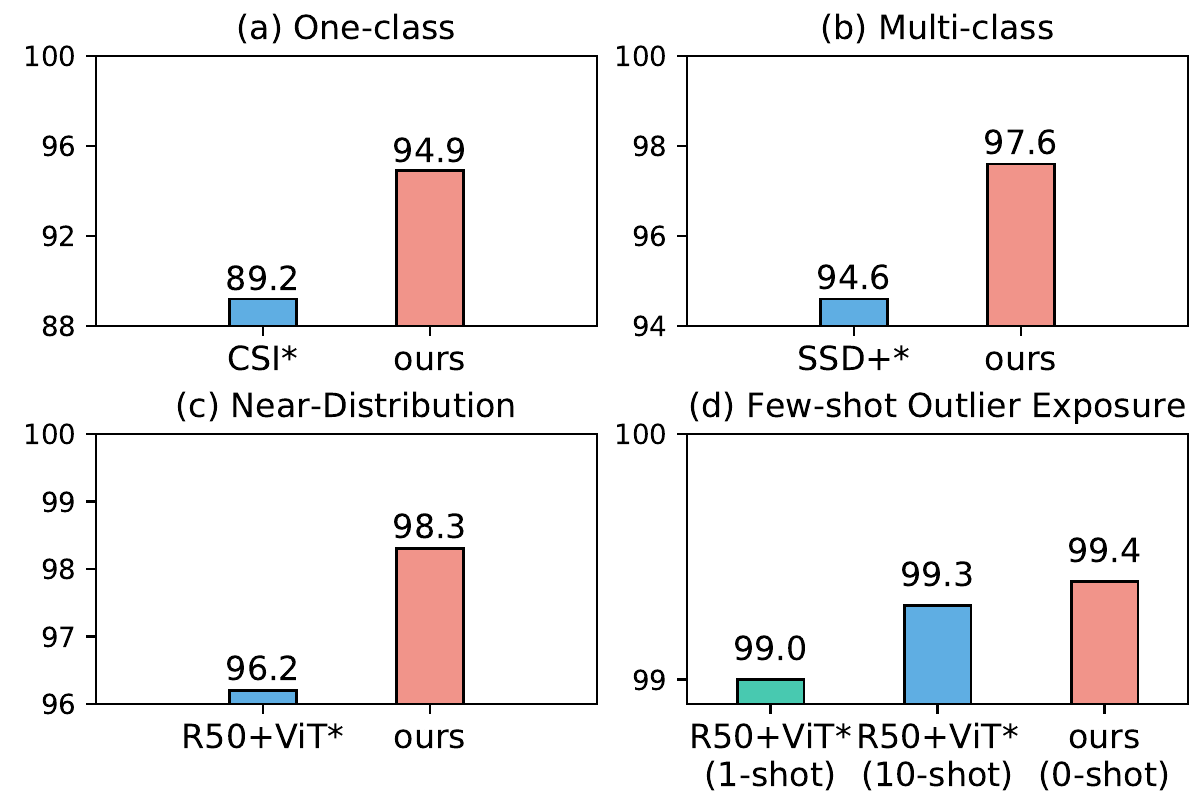 (a) One-class
100
96
92
88
94.9
89.2
CSI*
ours
(b) Multi-class
100
98
96
94
97.6
94.6
SSD+*
ours
(c) Near-Distribution
100
99
98
97
96
98.3
96.2
R50+ViT*
ours
(d) Few-shot Outlier Exposure
100
99
99.0
99.3
99.4
R50+ViT*
(1-shot)
R50+ViT*
(10-shot)
ours
(0-shot)